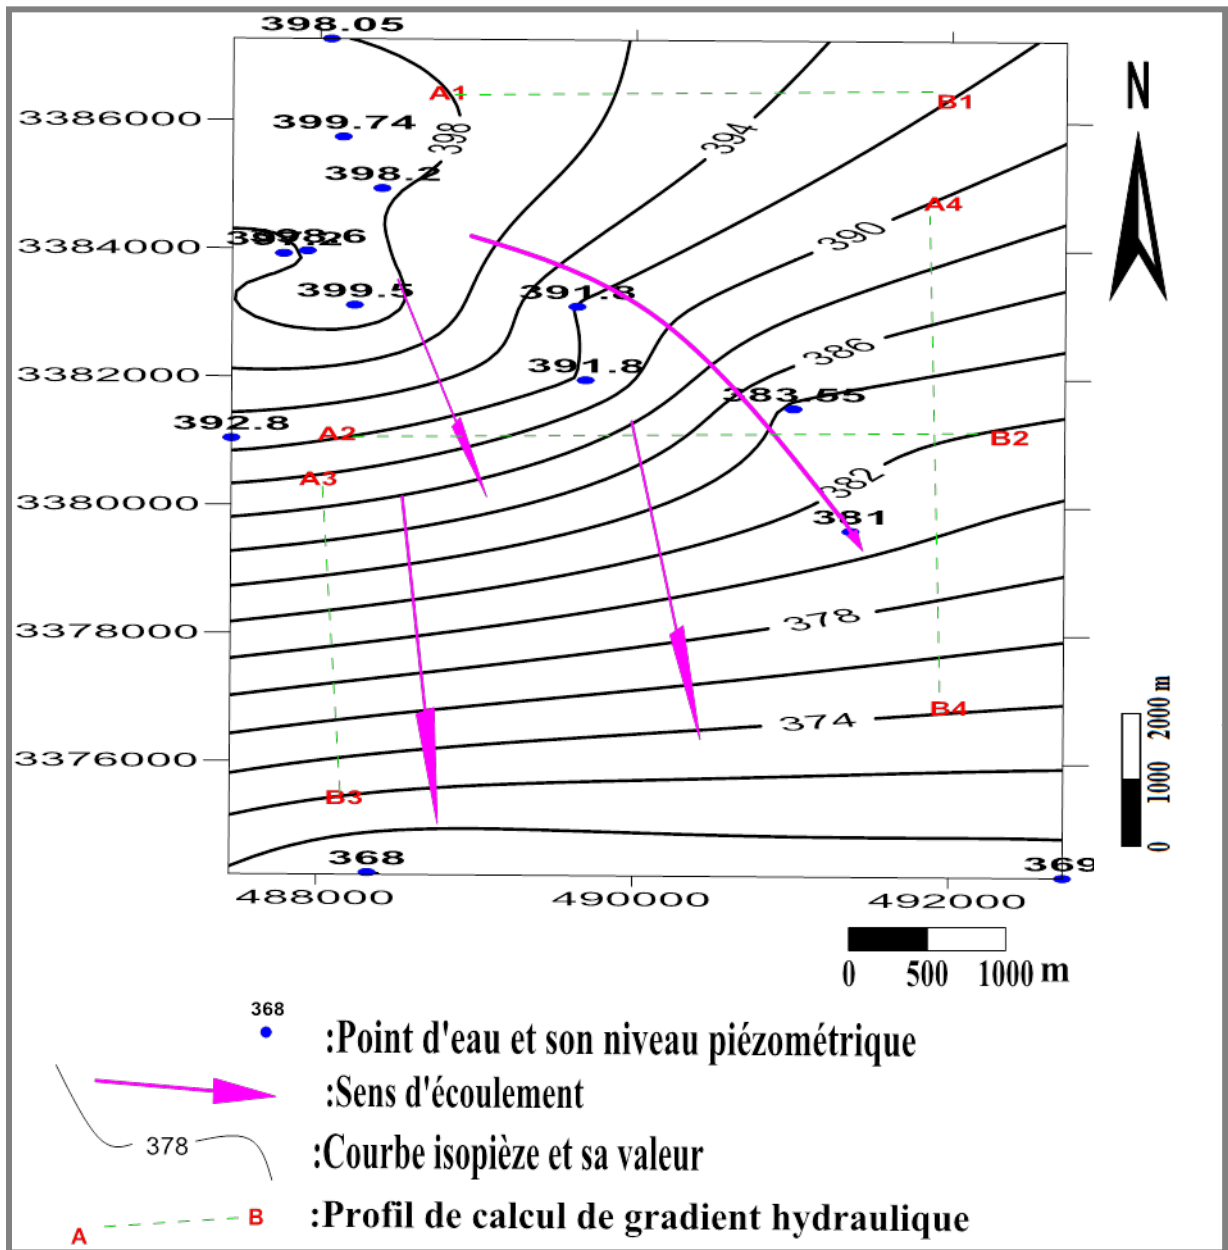 398.05
N
A1
B1
3386000
399.74
398
394
398.2
A4
398.6
3384000
390
399.5
391.8
386
3382000
391.8
383.55
392.8
A2
B2
A3
382
3380000
381
378
3378000
B4
374
3376000
B3
2000 m
1000
0
368
369
488000
490000
492000
0 500 1000 m
368
:Point d'eau et son niveau piézométrique
:Sens d'écoulement
378
:Courbe isopièze et sa valeur
A B
:Profil de calcul de gradient hydraulique